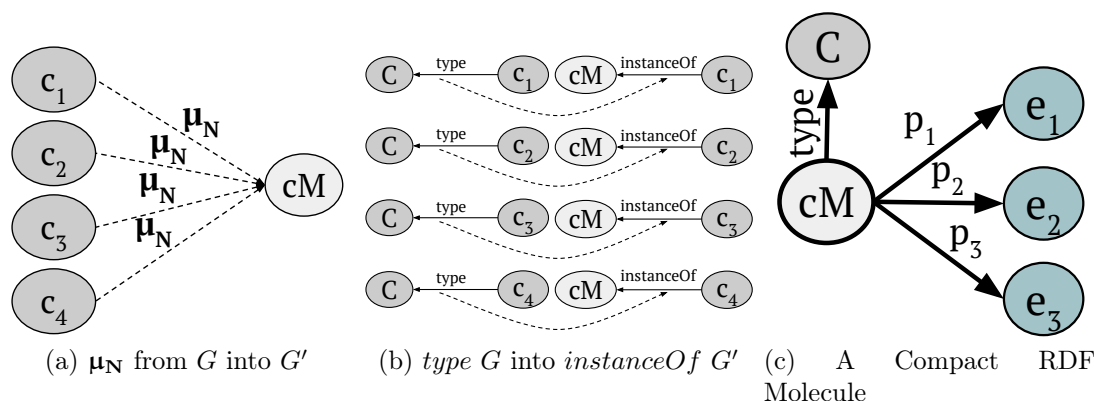 c1
c2
c3
c4
μN
μN
μN
μN
cM
(a) μN from G into G′
C type c1 cM instanceOf c1
C type c2 cM instanceOf c2
C type c3 cM instanceOf c3
C type c4 cM instanceOf c4
(b) type G into instanceOf G′
C
type
cM
p1
p2
p3
e1
e2
e3
(c) A Compact RDF
Molecule